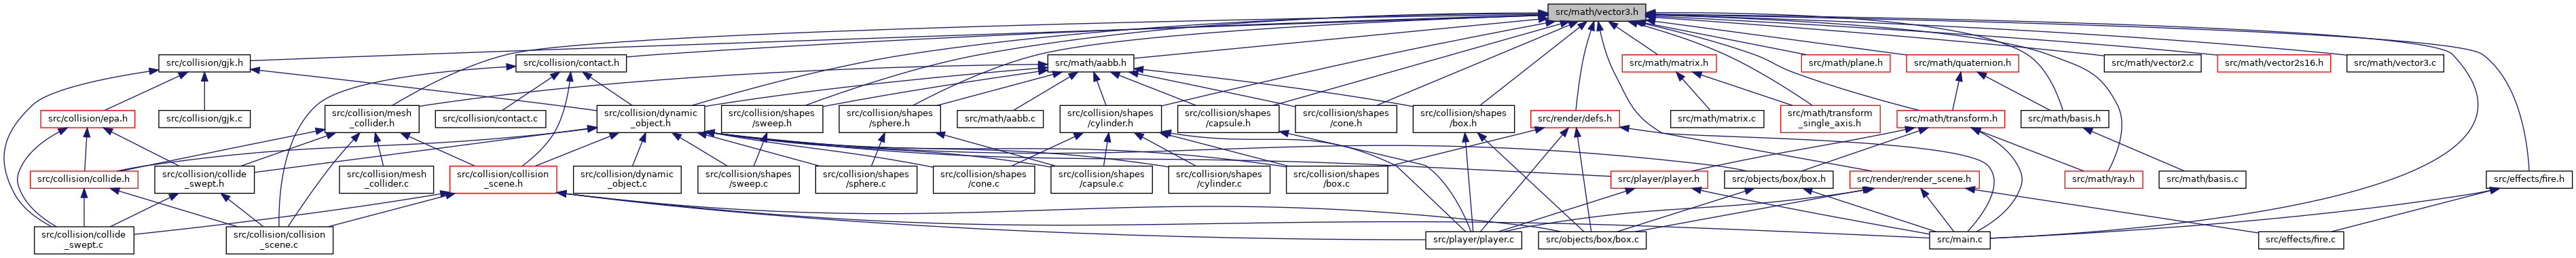 src/math/vector3.h
src/collision/gjk.h
src/collision/contact.h
src/math/aabb.h
src/math/matrix.h
src/math/plane.h
src/math/quaternion.h
src/math/vector2.c
src/math/vector2s16.h
src/math/vector3.c
src/collision/epa.h
src/collision/gjk.c
src/collision/mesh
_collider.h
src/collision/contact.c
src/collision/dynamic
_object.h
src/collision/shapes
/sweep.h
src/collision/shapes
/sphere.h
src/math/aabb.c
src/collision/shapes
/cylinder.h
src/collision/shapes
/capsule.h
src/collision/shapes
/cone.h
src/collision/shapes
/box.h
src/render/defs.h
src/math/matrix.c
src/math/transform
_single_axis.h
src/math/transform.h
src/math/basis.h
src/collision/collide.h
src/collision/collide
_swept.h
src/collision/mesh
_collider.c
src/collision/collision
_scene.h
src/collision/dynamic
_object.c
src/collision/shapes
/sweep.c
src/collision/shapes
/sphere.c
src/collision/shapes
/cone.c
src/collision/shapes
/capsule.c
src/collision/shapes
/cylinder.c
src/collision/shapes
/box.c
src/player/player.h
src/objects/box/box.h
src/render/render_scene.h
src/math/ray.h
src/math/basis.c
src/effects/fire.h
src/collision/collide
_swept.c
src/collision/collision
_scene.c
src/player/player.c
src/objects/box/box.c
src/main.c
src/effects/fire.c